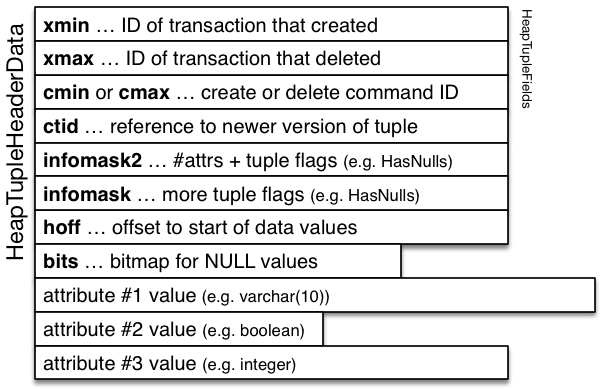 HeapTupleHeaderData
HeapTupleFields
xmin … ID of transaction that created
xmax … ID of transaction that deleted
cmin or cmax … create or delete command ID
ctid … reference to newer version of tuple
infomask2 … #attrs + tuple flags (e.g. HasNulls)
infomask … more tuple flags (e.g. HasNulls)
hoff … offset to start of data values
bits … bitmap for NULL values
attribute #1 value (e.g. varchar(10))
attribute #2 value (e.g. boolean)
attribute #3 value (e.g. integer)